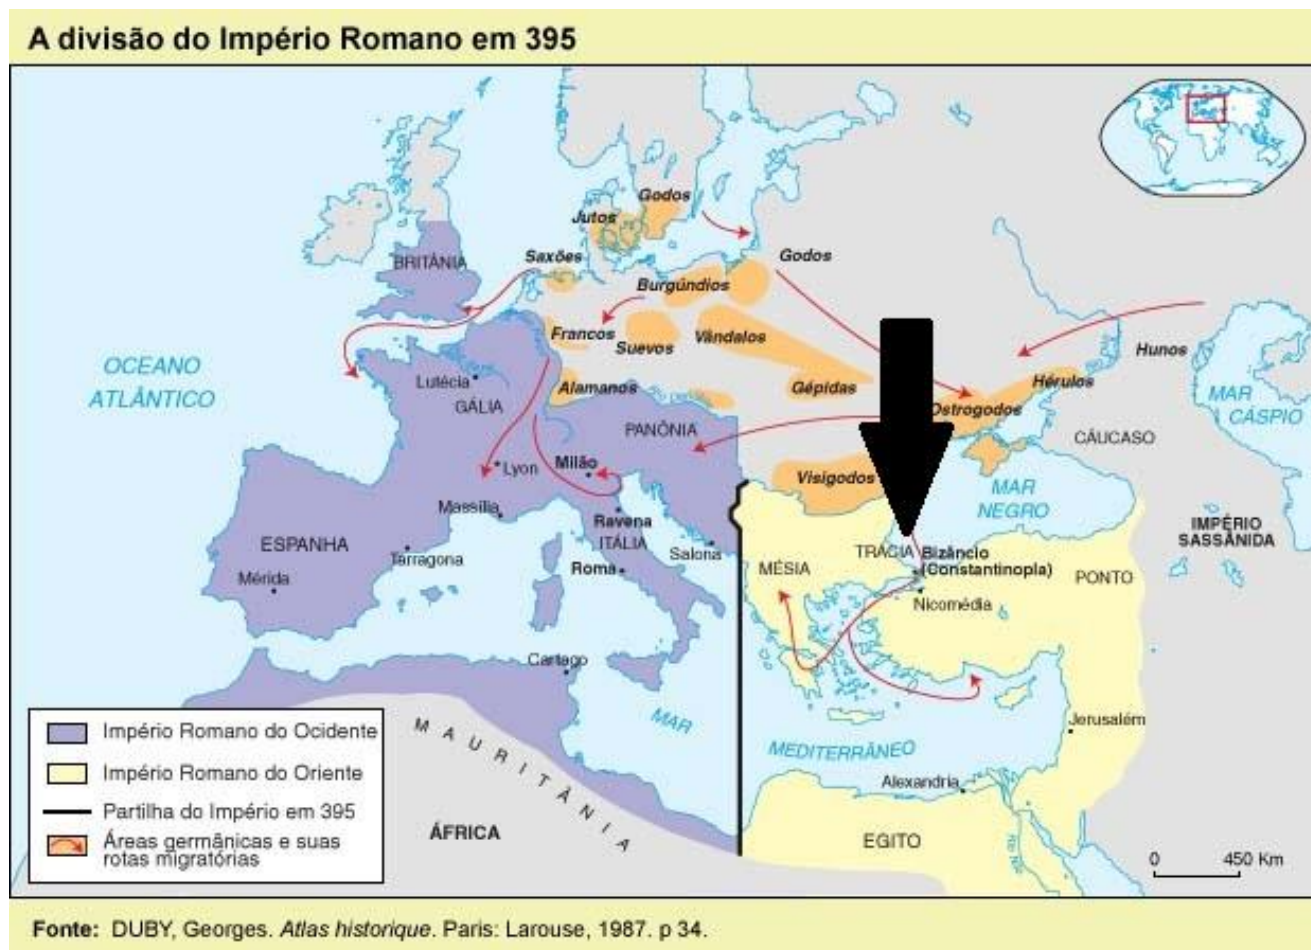 A divisão do Império Romano em 395
Godos
Jutos
Saxões
Godos
BRITÂNIA
Burgúndios
Francos
Suevos
Vândalos
Hunos
OCEANO
ATLÂNTICO
Lutécia
GÁLIA
Alamanos
Gépidas
Hérulos
Ostrogodos
MAR
CÁSPIO
PANÔNIA
CÁUCASO
Lyon
Milão
Visigodos
MAR
NEGRO
Massília
Ravena
ITÁLIA
IMPÉRIO
SASSÂNIDA
ESPANHA
Tarragona
Salona
TRÁCIA
Bizâncio
(Constantinopla)
Mérida
Roma
MÉSIA
PONTO
Nicomédia
Cartago
MAR
MEDITERRÂNEO
Jerusalém
Alexandria
MAURITÂNIA
ÁFRICA
EGITO
Império Romano do Ocidente
Império Romano do Oriente
Partilha do Império em 395
Áreas germânicas e suas
rotas migratórias
0 450 Km
Fonte: DUBY, Georges. Atlas historique. Paris: Larouse, 1987. p 34.